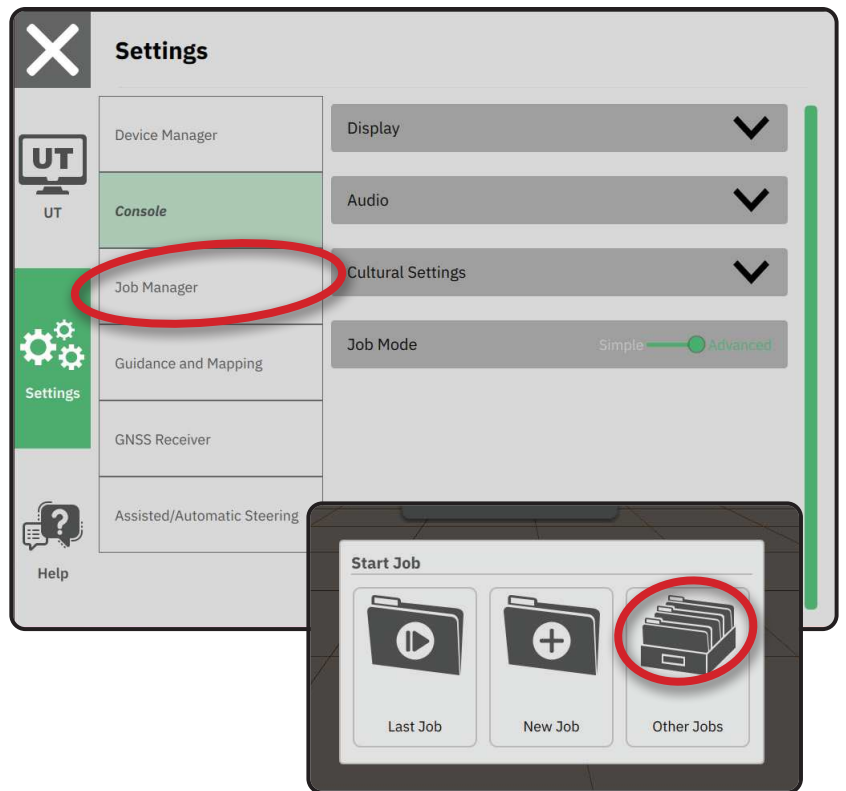 Settings
UT
UT
Settings
Help
Device Manager
Console
Job Manager
Guidance and Mapping
GNSS Receiver
Assisted/Automatic Steering
Display
Audio
Cultural Settings
Job Mode Simple Advanced
Start Job
Last Job New Job Other Jobs